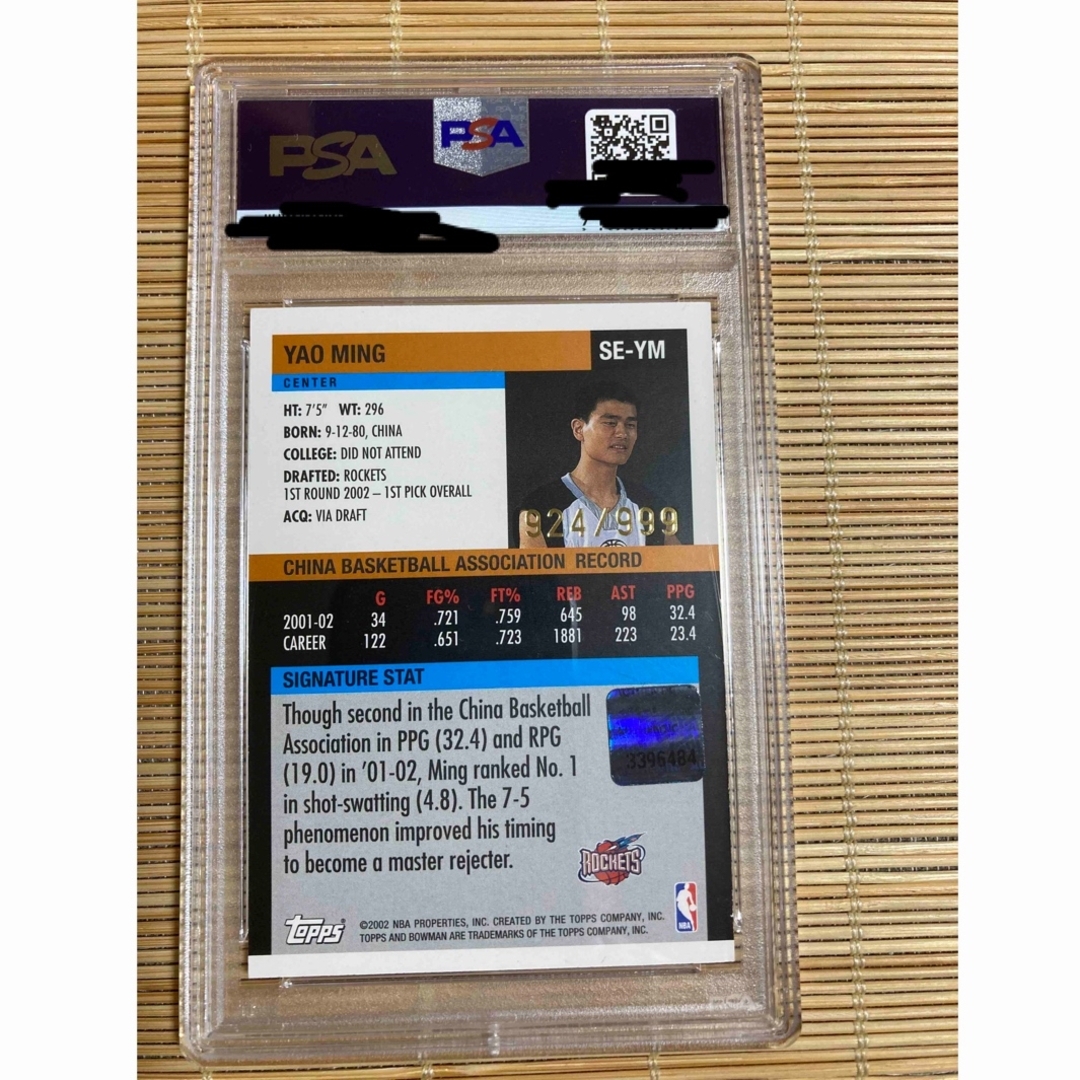 PSA
PSA
YAO MING
SE-YM
CENTER
HT: 7'5" WT: 296
BORN: 9-12-80, CHINA
COLLEGE: DID NOT ATTEND
DRAFTED: ROCKETS
1ST ROUND 2002 – 1ST PICK OVERALL
ACQ: VIA DRAFT
924/999
CHINA BASKETBALL ASSOCIATION RECORD
G FG% FT% REB AST PPG
2001-02 34 .721 .759 645 98 32.4
CAREER 122 .651 .723 1881 223 23.4
SIGNATURE STAT
Though second in the China Basketball
Association in PPG (32.4) and RPG
(19.0) in '01-02, Ming ranked No. 1
in shot-swatting (4.8). The 7-5
phenomenon improved his timing
to become a master rejecter.
3396484
ROCKETS
NBA
topps®
©2002 NBA PROPERTIES, INC. CREATED BY THE TOPPS COMPANY, INC.
TOPPS AND BOWMAN ARE TRADEMARKS OF THE TOPPS COMPANY, INC.